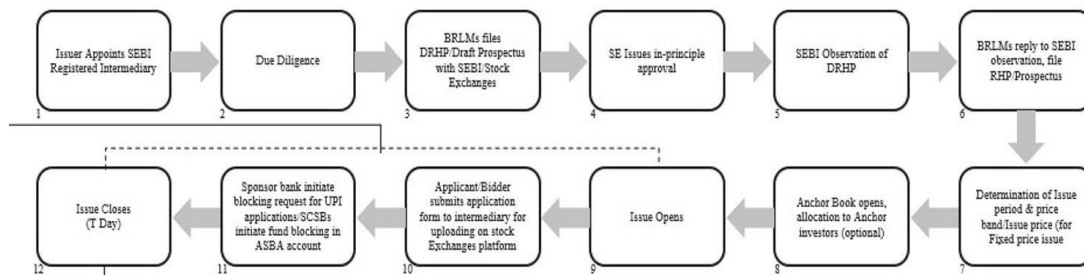 Issuer Appoints SEBI
Registered Intermediary
1
Due Diligence
2
BRLMs files
DRHP/Draft Prospectus
with SEBI/Stock
Exchanges
3
SE Issues in-principle
approval
4
SEBI Observation of
DRHP
5
BRLMs reply to SEBI
observation, file
RHP/Prospectus
6
Determination of Issue
period & price
band/Issue price (for
Fixed price issue
7
Anchor Book opens,
allocation to Anchor
investors (optional)
8
Issue Opens
9
Applicant/Bidder
submits application
form to intermediary for
uploading on stock
Exchanges platform
10
Sponsor bank initiate
blocking request for UPI
applications/SCSBs
initiate fund blocking in
ASBA account
11
Issue Closes
(T Day)
12